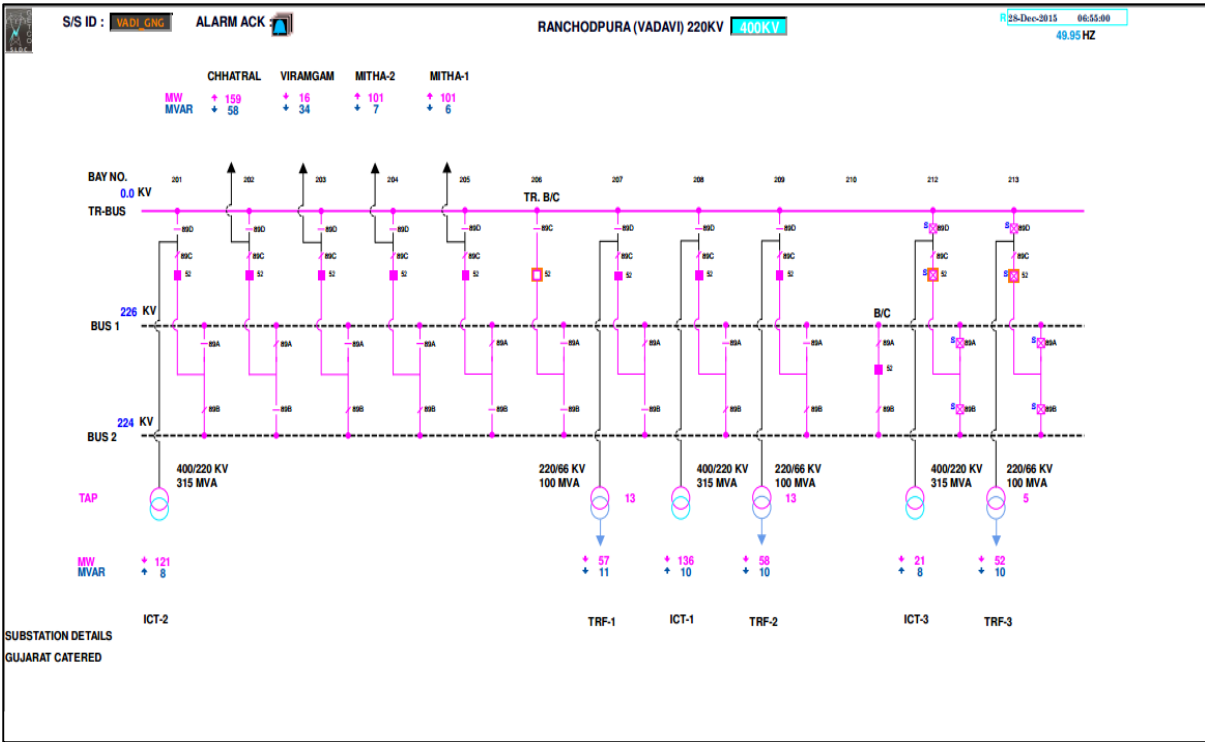 S/S ID : VADI_GNG ALARM ACK : RANCHODPURA (VADAVI) 220KV 400KV R 28-Dec-2015 06:55:00
49.95 HZ
CHHATRAL VIRAMGAM MITHA-2 MITHA-1
MW 159 16 101 101
MVAR 58 34 7 6
BAY NO. 201 202 203 204 205 206 207 208 209 210 212 213
0.0 KV
TR. B/C
TR-BUS
89D 89D 89D 89D 89D 89C 89D 89D 89D S 89D S 89D
89C 89C 89C 89C 89C 89C 89C 89C 89C 89C
52 52 52 52 52 52 52 52 52 S 52 S 52
226 KV
B/C
BUS 1
89A 89A 89A 89A 89A 89A 89A 89A 89A 89A S 89A S 89A
52
89B 89B 89B 89B 89B 89B 89B 89B 89B 89B S 89B S 89B
224 KV
BUS 2
400/220 KV 220/66 KV 400/220 KV 220/66 KV 400/220 KV 220/66 KV
315 MVA 100 MVA 315 MVA 100 MVA 315 MVA 100 MVA
TAP 13 13 5
MW 121 57 136 58 21 52
MVAR 8 11 10 10 8 10
ICT-2 TRF-1 ICT-1 TRF-2 ICT-3 TRF-3
SUBSTATION DETAILS
GUJARAT CATERED